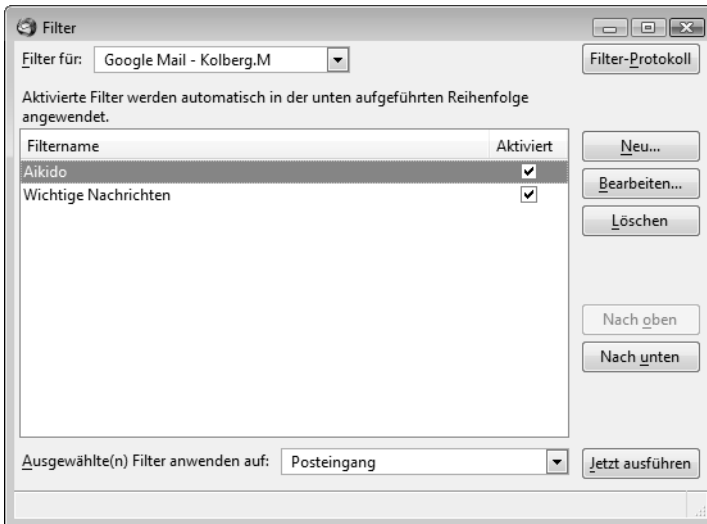 Filter
Filter für: Google Mail - Kolberg.M Filter-Protokoll
Aktivierte Filter werden automatisch in der unten aufgeführten Reihenfolge
angewendet.
Filtername Aktiviert
Neu...
Aikido
Bearbeiten...
Wichtige Nachrichten
Löschen
Nach oben
Nach unten
Ausgewählte(n) Filter anwenden auf: Posteingang Jetzt ausführen